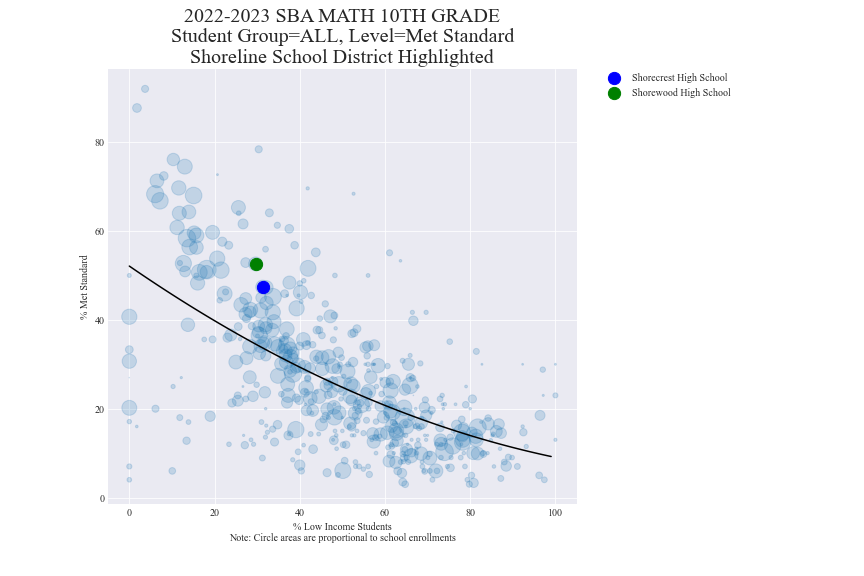 2022-2023 SBA MATH 10TH GRADE
Student Group=ALL, Level=Met Standard
Shoreline School District Highlighted
Shorecrest High School
Shorewood High School
80
60
40
20
0
% Met Standard
0 20 40 60 80 100
% Low Income Students
Note: Circle areas are proportional to school enrollments